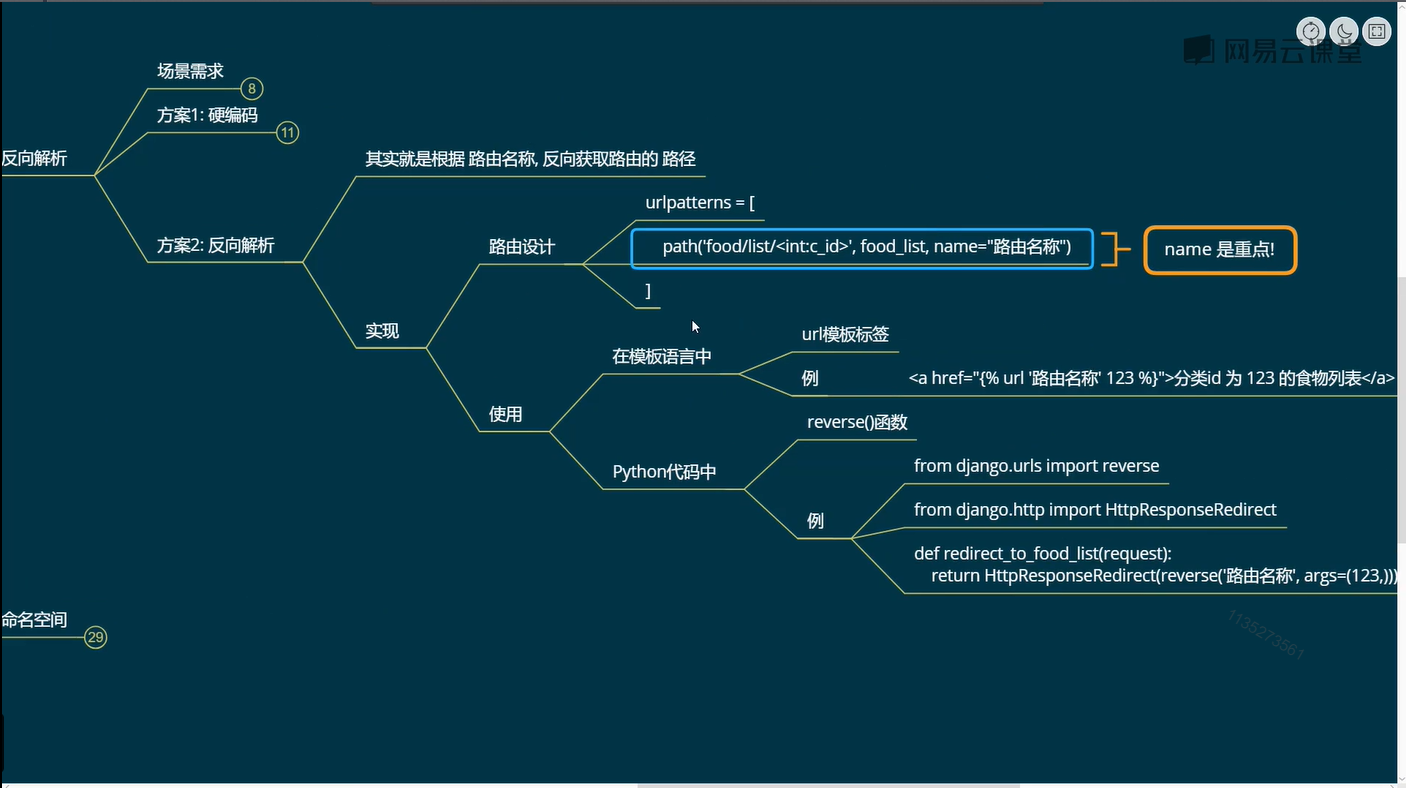 网易云课堂
场景需求
8
方案1: 硬编码
11
反向解析
其实就是根据 路由名称, 反向获取路由的 路径
urlpatterns = [
方案2: 反向解析
路由设计
path('food/list/<int:c_id>', food_list, name="路由名称")
name 是重点!
]
实现
url模板标签
在模板语言中
例
<a href="{% url '路由名称' 123 %}">分类id 为 123 的食物列表</a>
使用
reverse()函数
Python代码中
from django.urls import reverse
from django.http import HttpResponseRedirect
例
def redirect_to_food_list(request):
return HttpResponseRedirect(reverse('路由名称', args=(123,)))
命名空间
29
1135273561